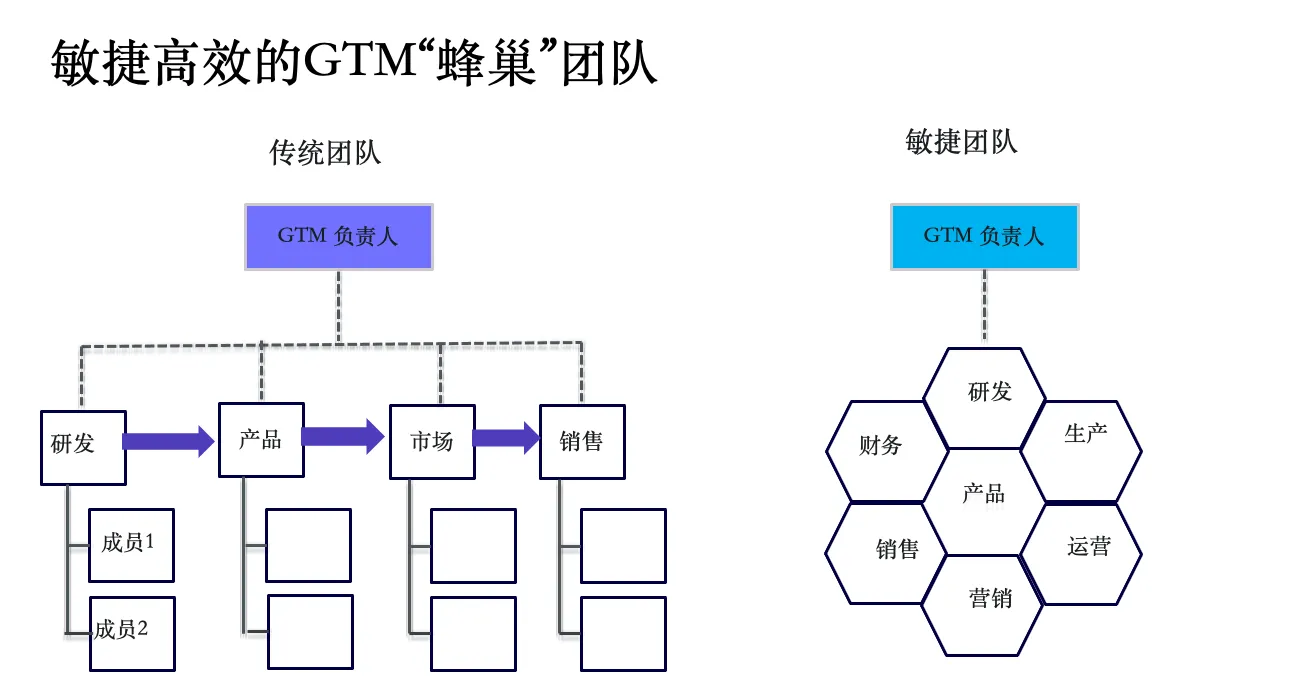 敏捷高效的GTM“蜂巢”团队
传统团队
GTM 负责人
研发
产品
市场
销售
成员1
成员2
敏捷团队
GTM 负责人
研发
财务
生产
产品
销售
运营
营销